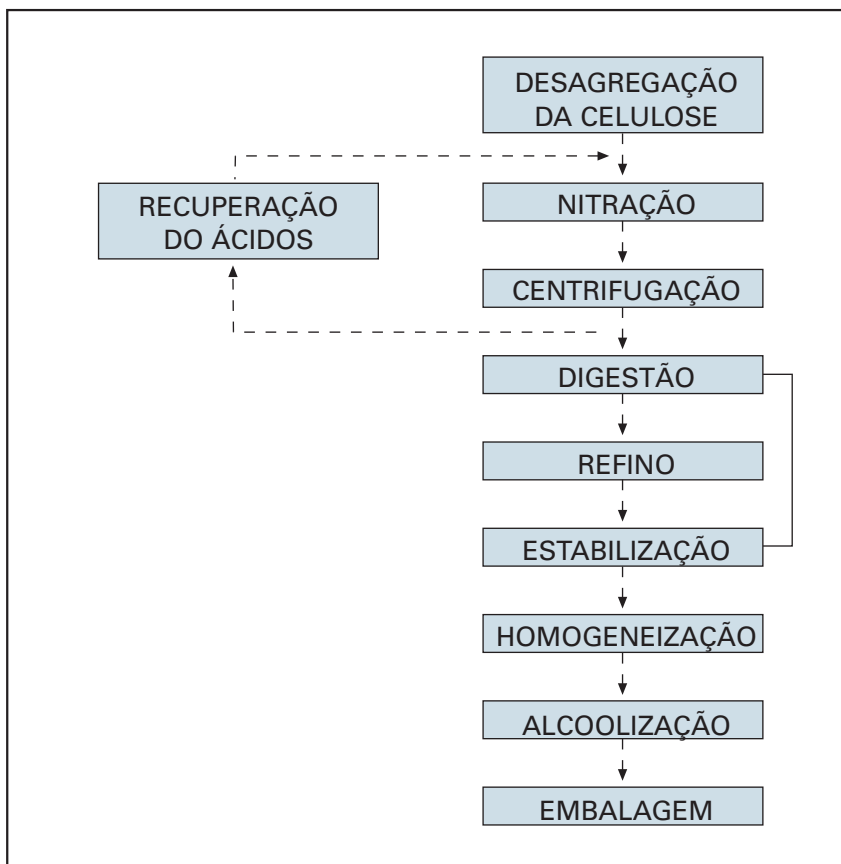 DESAGREGAÇÃO
DA CELULOSE
RECUPERAÇÃO
DO ÁCIDOS
NITRAÇÃO
CENTRIFUGAÇÃO
DIGESTÃO
REFINO
ESTABILIZAÇÃO
HOMOGENEIZAÇÃO
ALCOOLIZAÇÃO
EMBALAGEM